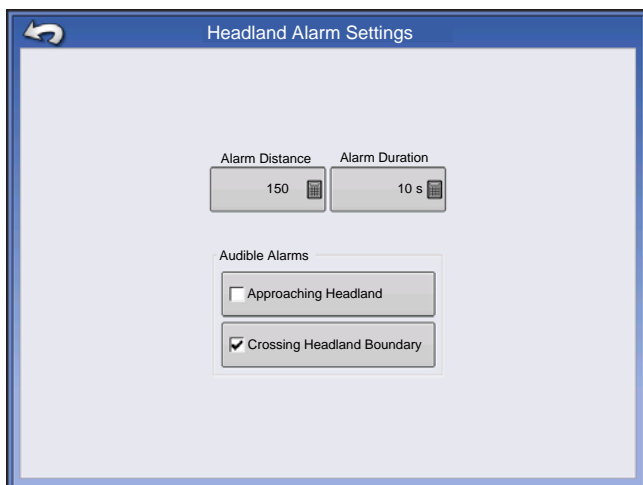 Headland Alarm Settings
Alarm Distance Alarm Duration
150 10 s
Audible Alarms
Approaching Headland
Crossing Headland Boundary